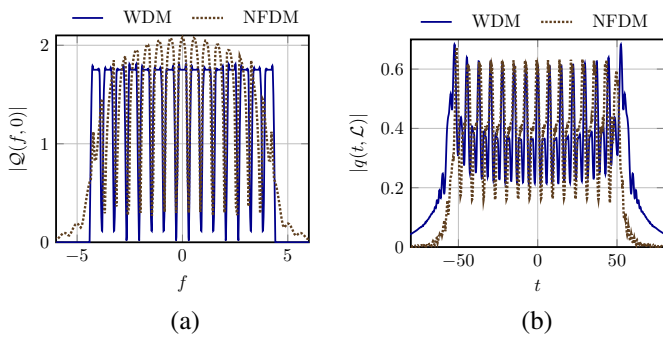 WDM NFDM
2
1
0
−5 0 5
|Q(f, 0)|
f
(a)
WDM NFDM
0.6
0.4
0.2
0
−50 0 50
|q(t, ℒ)|
t
(b)